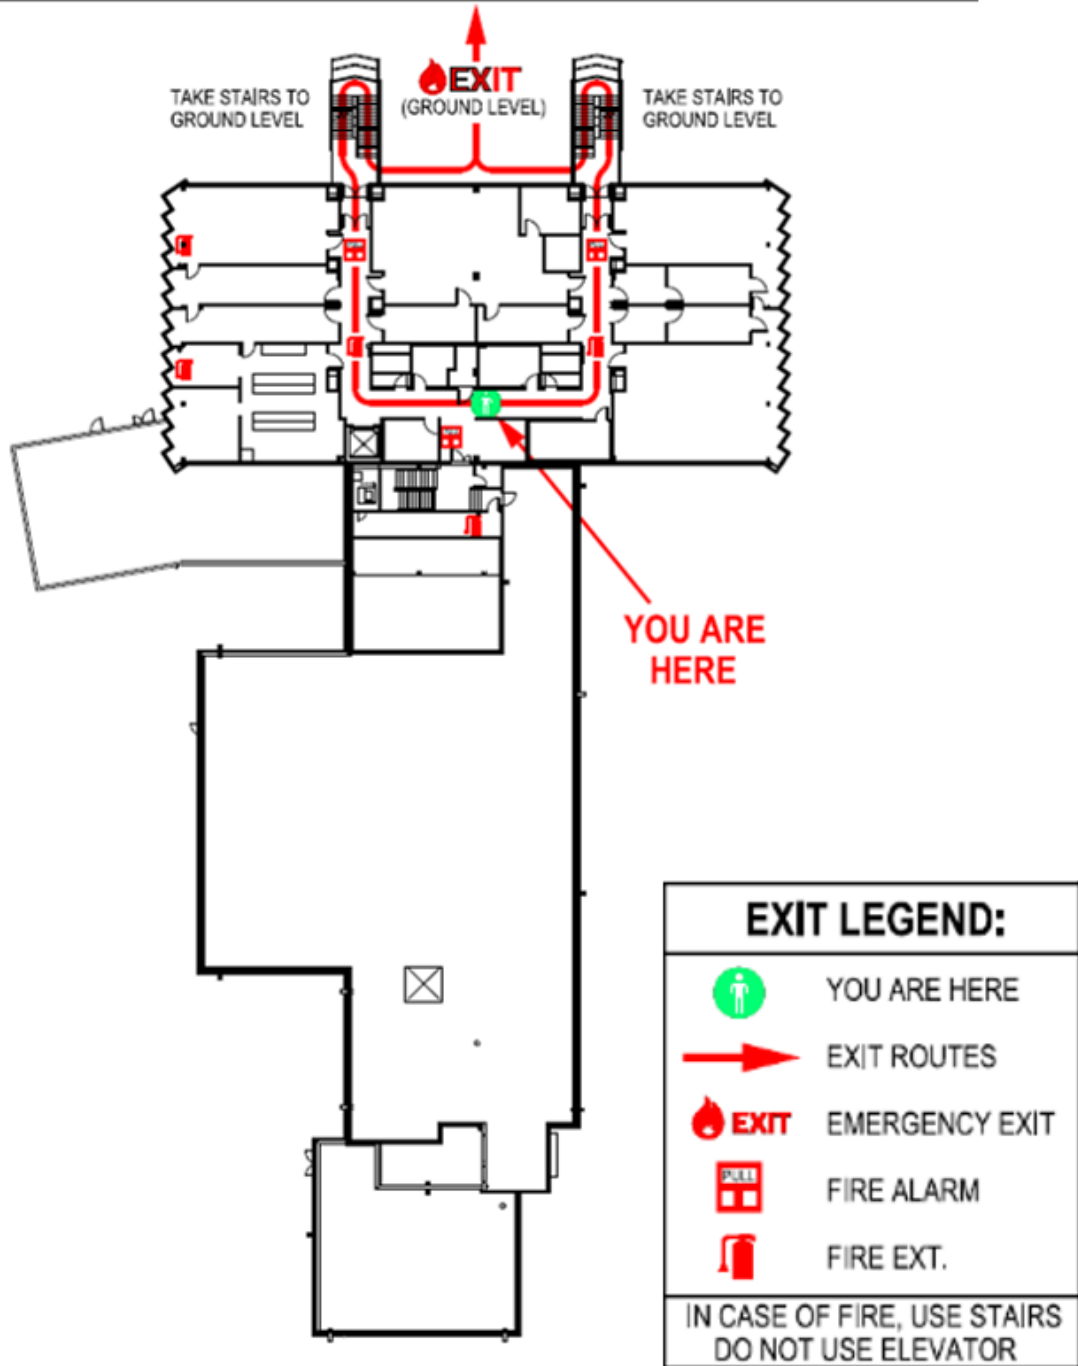 EXIT
(GROUND LEVEL)
TAKE STAIRS TO
GROUND LEVEL
TAKE STAIRS TO
GROUND LEVEL
YOU ARE
HERE
EXIT LEGEND:
YOU ARE HERE
EXIT ROUTES
EXIT EMERGENCY EXIT
PULL FIRE ALARM
FIRE EXT.
IN CASE OF FIRE, USE STAIRS
DO NOT USE ELEVATOR